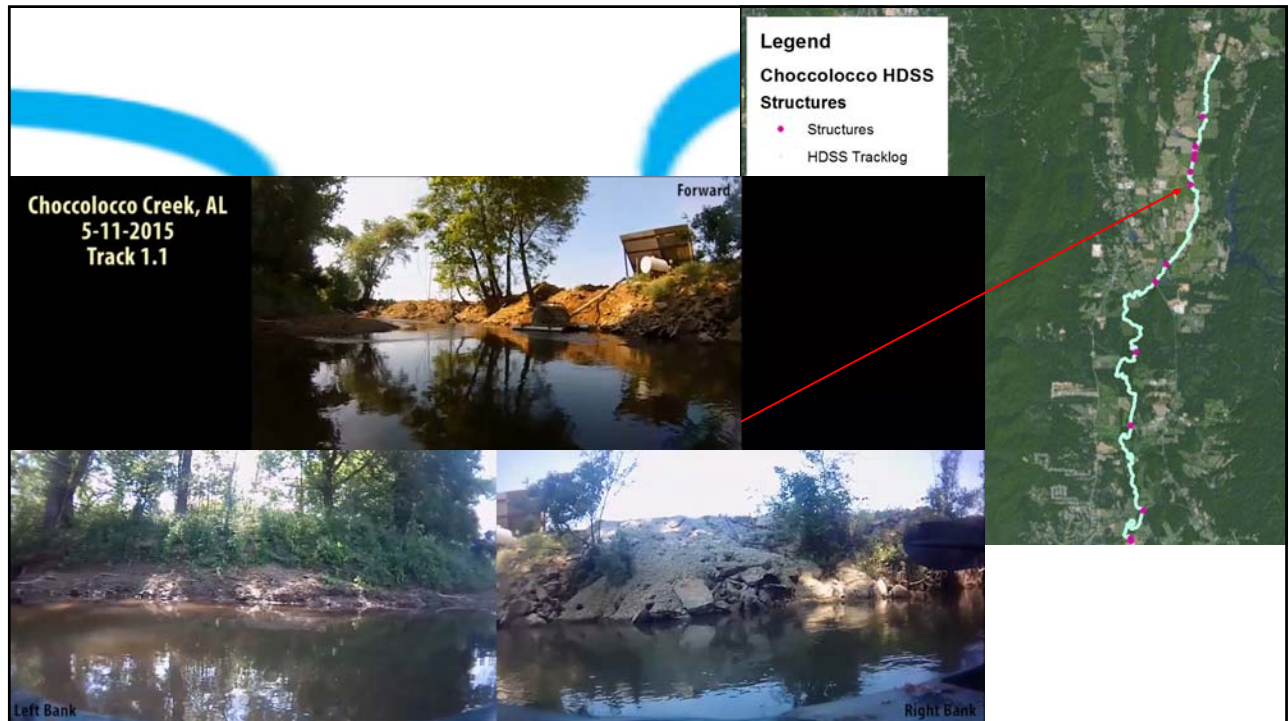 Legend
Choccolocco HDSS
Structures
Structures
HDSS Tracklog
Choccolocco Creek, AL
5-11-2015
Track 1.1
Forward
Left Bank
Right Bank